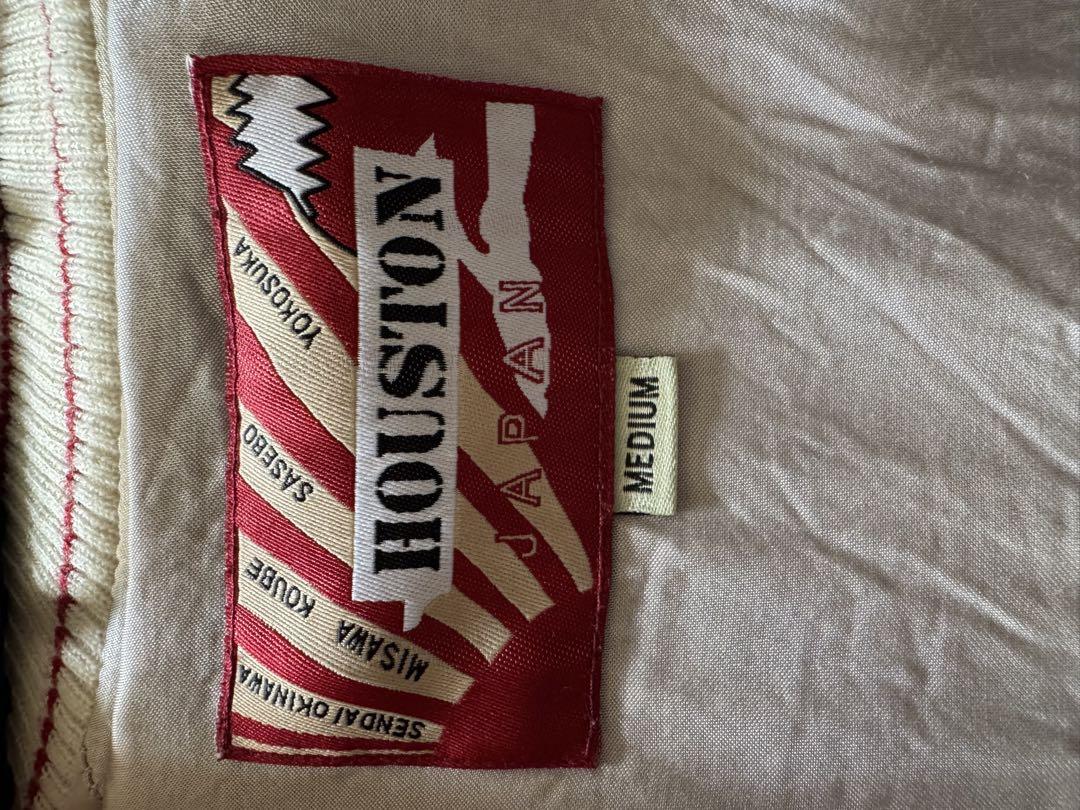 HOUSTON
JAPAN
YOKOSUKA
SASEBO
KOUBE
MISAWA
SENDAI OKINAWA
MEDIUM